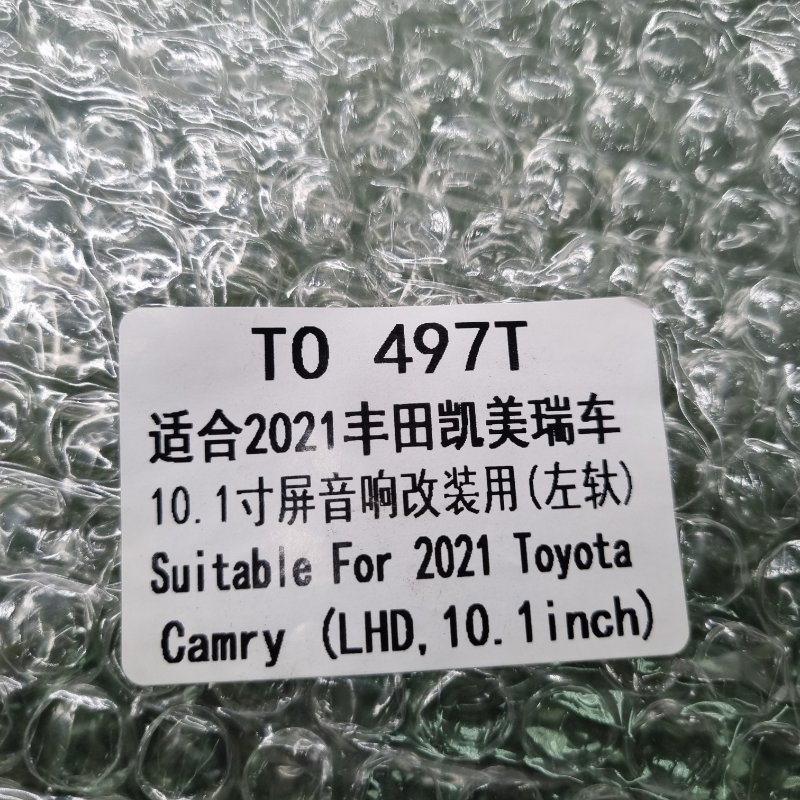 TO 497T
适合2021丰田凯美瑞车
10.1寸屏音响改装用(左轪)
Suitable For 2021 Toyota
Camry (LHD,10.1inch)